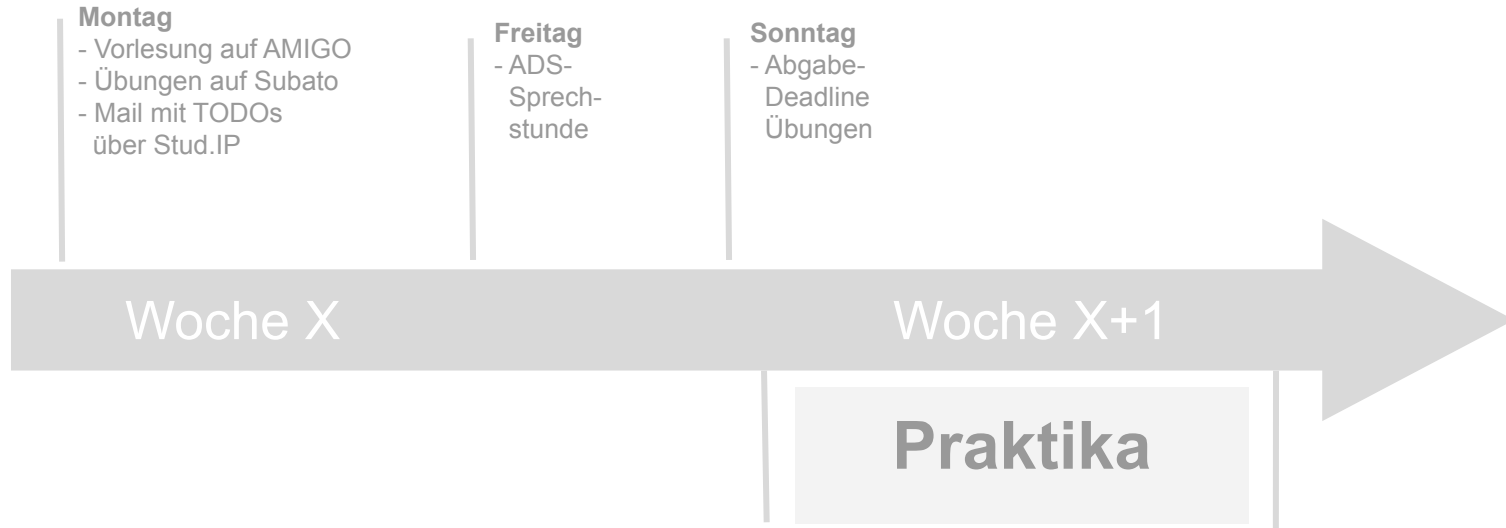 Montag
- Vorlesung auf AMIGO
- Übungen auf Subato
- Mail mit TODOs
über Stud.IP
Freitag
- ADS-
Sprech-
stunde
Sonntag
- Abgabe-
Deadline
Übungen
Woche X
Woche X+1
Praktika